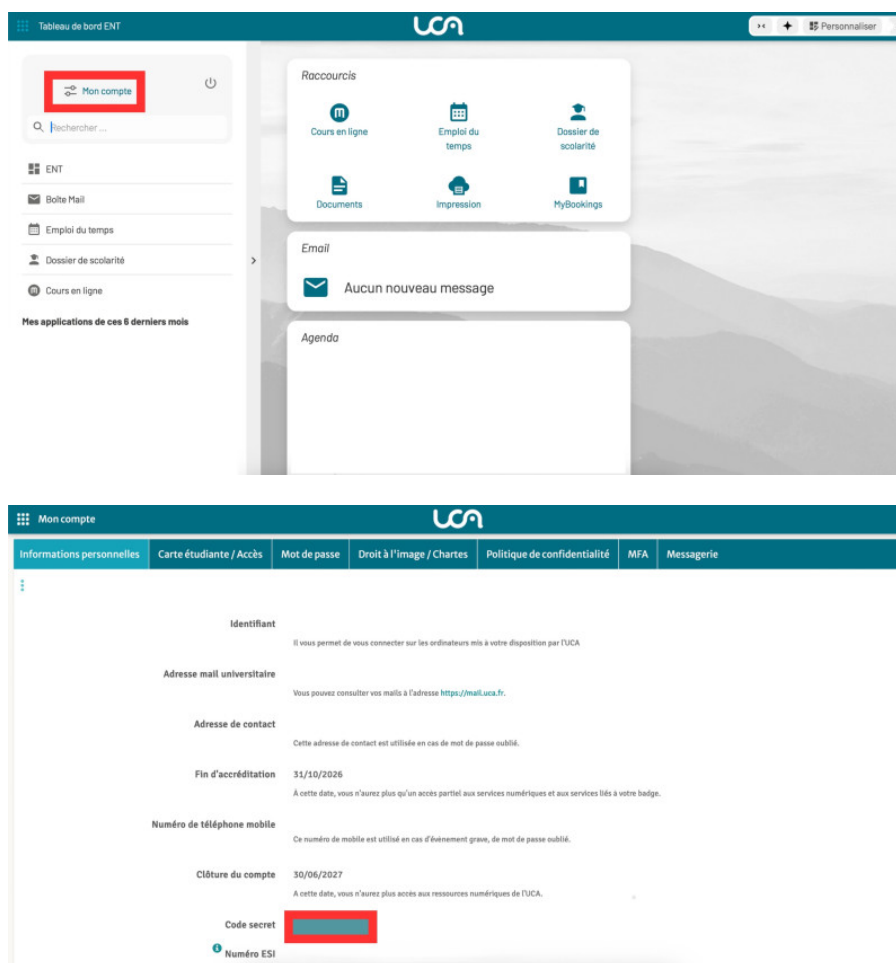 Tableau de bord ENT
UCA
Personnaliser
Mon compte
Rechercher ...
ENT
Boîte Mail
Emploi du temps
Dossier de scolarité
Cours en ligne
Mes applications de ces 6 derniers mois
Raccourcis
Cours en ligne
Emploi du
temps
Dossier de
scolarité
Documents
Impression
MyBookings
Email
Aucun nouveau message
Agenda
Mon compte
UCA
Informations personnelles
Carte étudiante / Accès
Mot de passe
Droit à l'image / Chartes
Politique de confidentialité
MFA
Messagerie
Identifiant
Il vous permet de vous connecter sur les ordinateurs mis à votre disposition par l'UCA
Adresse mail universitaire
Vous pouvez consulter vos mails à l'adresse https://mail.uca.fr.
Adresse de contact
Cette adresse de contact est utilisée en cas de mot de passe oublié.
Fin d'accréditation 31/10/2026
A cette date, vous n'aurez plus qu'un accès partiel aux services numériques et aux services liés à votre badge.
Numéro de téléphone mobile
Ce numéro de mobile est utilisé en cas d'évènement grave, de mot de passe oublié.
Clôture du compte 30/06/2027
A cette date, vous n'aurez plus accès aux ressources numériques de l'UCA.
Code secret
Numéro ESI